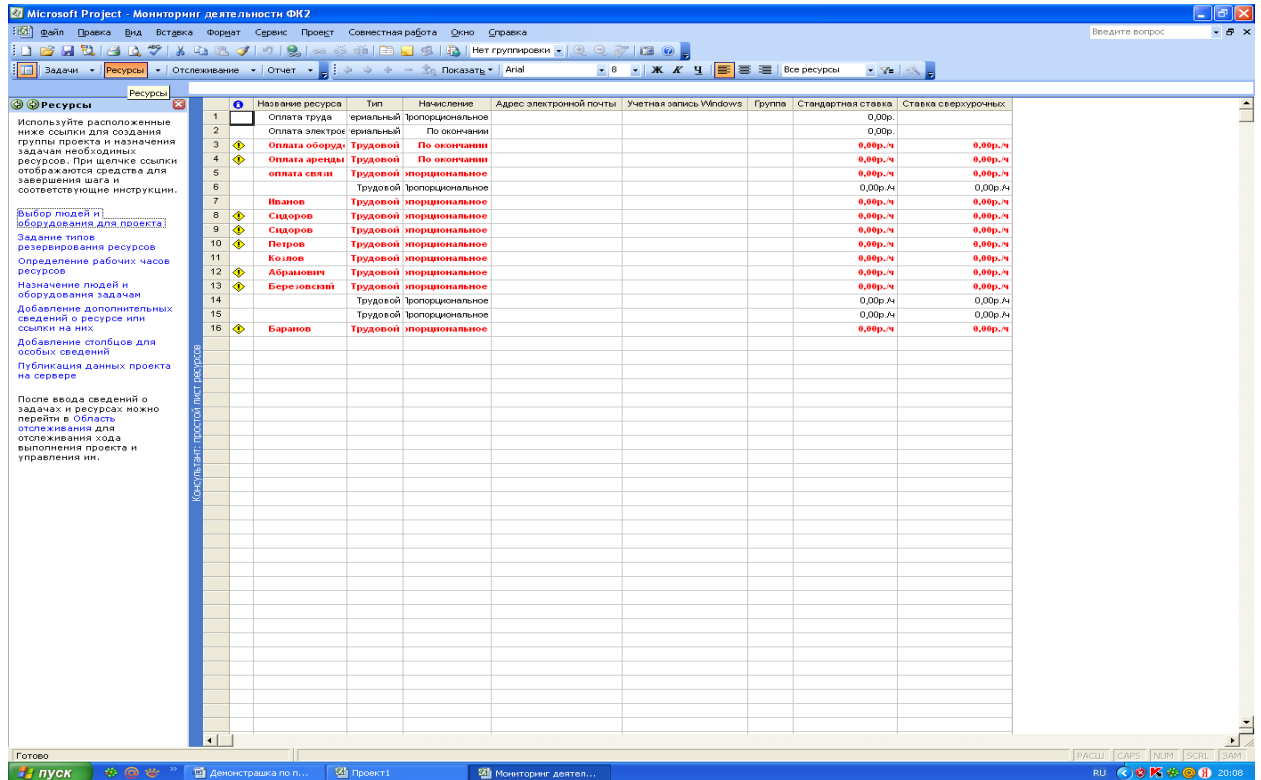 Microsoft Project - Мониторинг деятельности ФК2
Файл Правка Вид Вставка Формат Сервис Проект Совместная работа Окно Справка Введите вопрос
Нет группировки
Задачи Ресурсы Отслеживание Отчет Показать Arial 8 Ж К Ч Все ресурсы
Ресурсы
Ресурсы
Используйте расположенные
ниже ссылки для создания
группы проекта и назначения
задачам необходимых
ресурсов. При щелчке ссылки
отображаются средства для
завершения шага и
соответствующие инструкции.
Выбор людей и
оборудования для проекта
Задание типов
резервирования ресурсов
Определение рабочих часов
ресурсов
Назначение людей и
оборудования задачам
Добавление дополнительных
сведений о ресурсе или
ссылки на них
Добавление столбцов для
особых сведений
Публикация данных проекта
на сервере
После ввода сведений о
задачах и ресурсах можно
перейти в Область
отслеживания для
отслеживания хода
выполнения проекта и
управления им.
Консультант: простой лист ресурсов
Название ресурса Тип Начисление Адрес электронной почты Учетная запись Windows Группа Стандартная ставка Ставка сверхурочных
1 Оплата труда териальный Пропорциональное 0,00р.
2 Оплата электрое териальный По окончании 0,00р.
3 Оплата оборуд Трудовой По окончании 0,00р./ч 0,00р./ч
4 Оплата аренды Трудовой По окончании 0,00р./ч 0,00р./ч
5 оплата связи Трудовой опорциональное 0,00р./ч 0,00р./ч
6 Трудовой Пропорциональное 0,00р./ч 0,00р./ч
7 Иванов Трудовой опорциональное 0,00р./ч 0,00р./ч
8 Сидоров Трудовой опорциональное 0,00р./ч 0,00р./ч
9 Сидоров Трудовой опорциональное 0,00р./ч 0,00р./ч
10 Петров Трудовой опорциональное 0,00р./ч 0,00р./ч
11 Козлов Трудовой опорциональное 0,00р./ч 0,00р./ч
12 Абрамович Трудовой опорциональное 0,00р./ч 0,00р./ч
13 Березовский Трудовой опорциональное 0,00р./ч 0,00р./ч
14 Трудовой Пропорциональное 0,00р./ч 0,00р./ч
15 Трудовой Пропорциональное 0,00р./ч 0,00р./ч
16 Баранов Трудовой опорциональное 0,00р./ч 0,00р./ч
Готово РАСШ CAPS NUM SCRL ЗАМ
пуск Демонстрашка по п... Проект1 Мониторинг деятел... RU 20:08